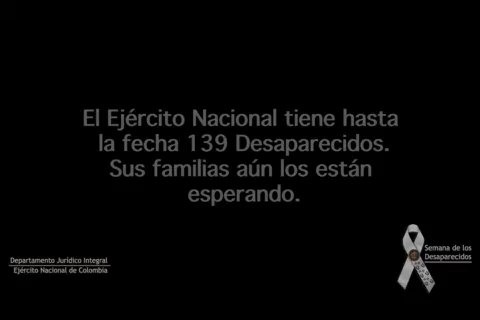 El Ejército Nacional tiene hasta
la fecha 139 Desaparecidos.
Sus familias aún los están
esperando.
Departamento Jurídico Integral
Ejército Nacional de Colombia
Semana de los
Desaparecidos